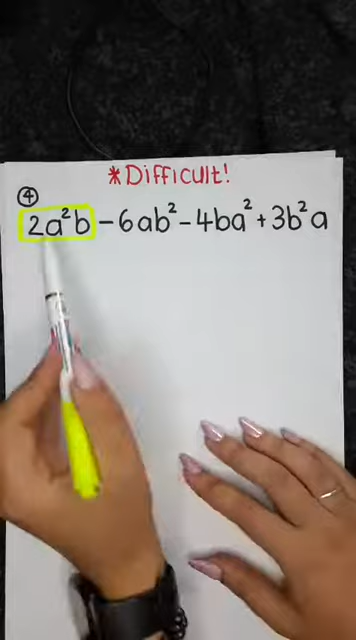 *Difficult!
④
2a²b - 6ab² - 4ba² + 3b²a